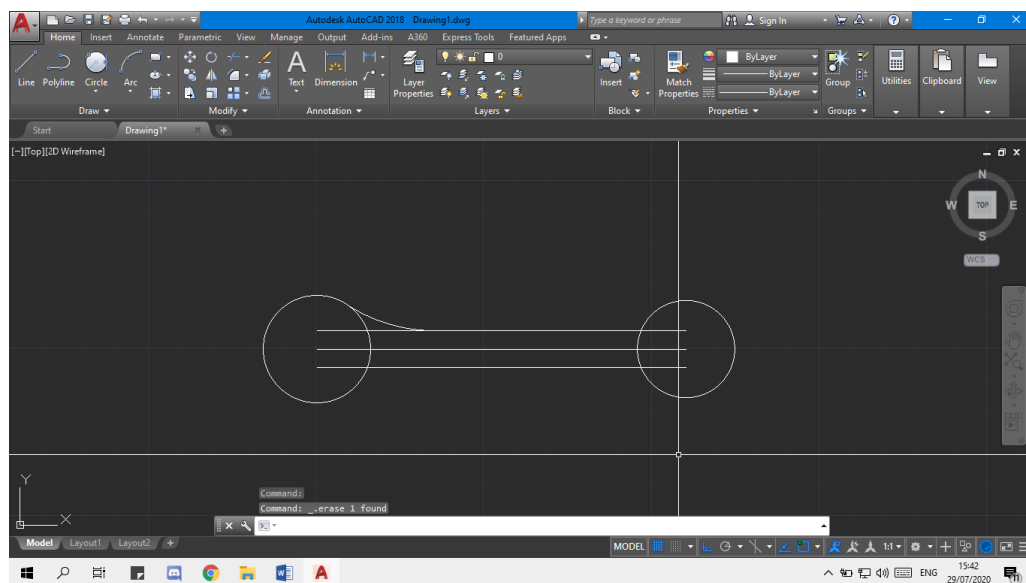 Autodesk AutoCAD 2018 Drawing1.dwg
Type a keyword or phrase
Sign In
Home Insert Annotate Parametric View Manage Output Add-ins A360 Express Tools Featured Apps
Line Polyline Circle Arc
Draw
Modify
Text Dimension
Annotation
Layer Properties
0
Layers
Insert
Block
Match Properties
ByLayer
ByLayer
ByLayer
Properties
Group
Groups
Utilities
Clipboard
View
Start Drawing1* +
[−][Top][2D Wireframe]
N
W TOP E
S
WCS
Y
X
Command:
Command: _.erase 1 found
Model Layout1 Layout2 +
MODEL 1:1
ENG 15:42
29/07/2020